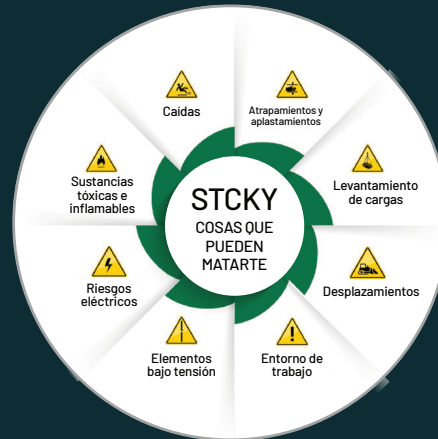 STCKY
COSAS QUE
PUEDEN
MATARTE
Caídas
Atrapamientos y
aplastamientos
Levantamiento
de cargas
Desplazamientos
Entorno de
trabajo
Elementos
bajo tensión
Riesgos
eléctricos
Sustancias
tóxicas e
inflamables